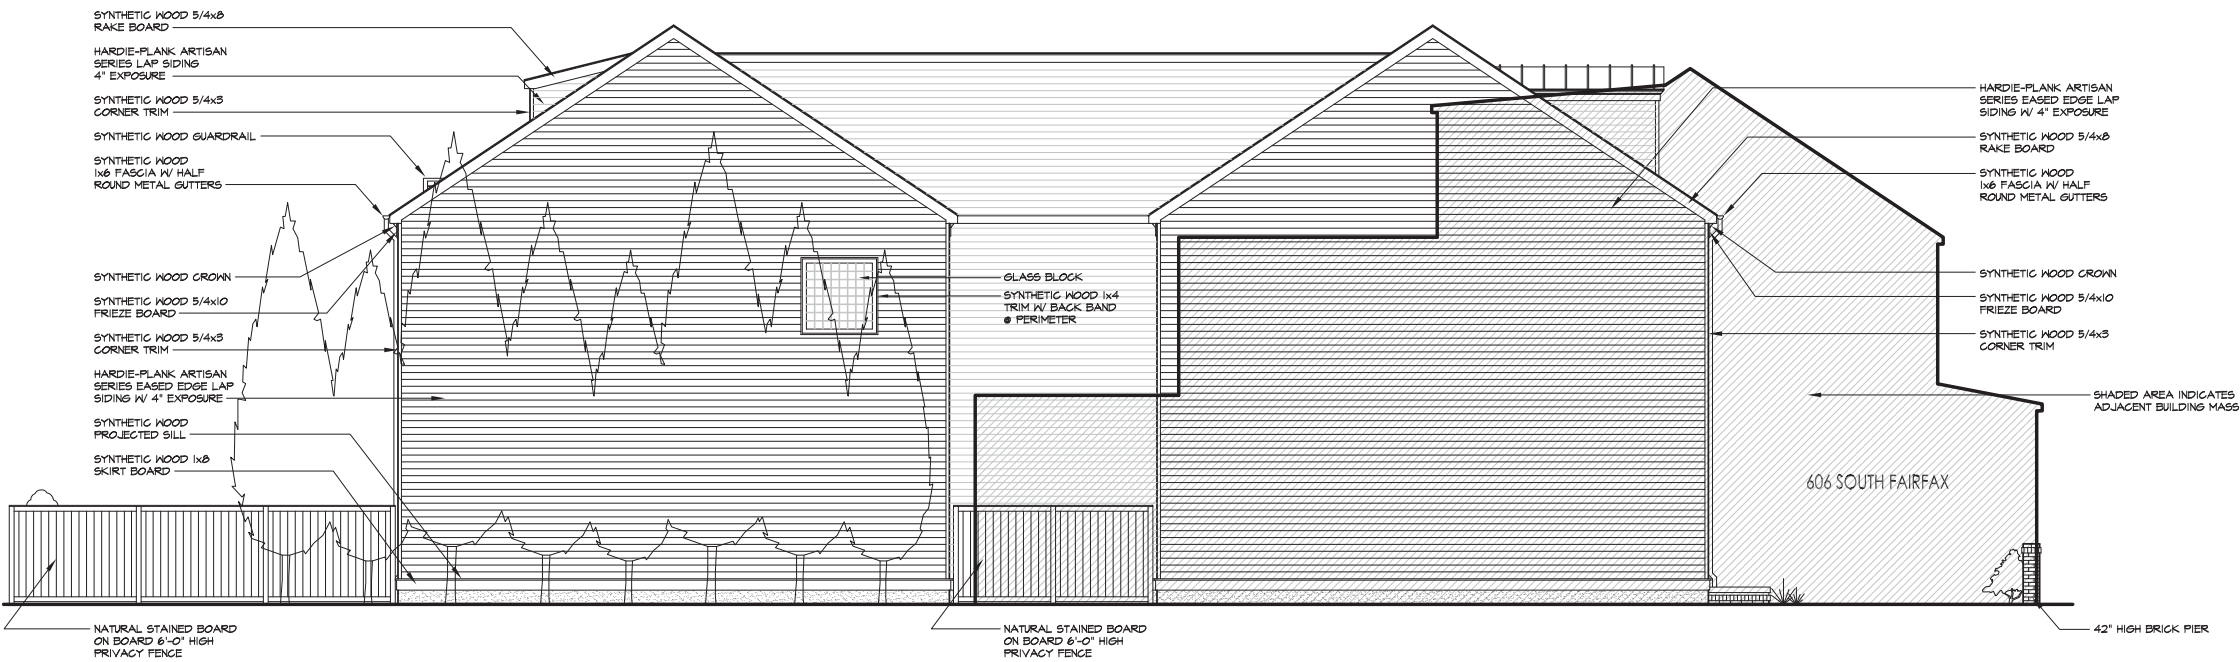 SYNTHETIC WOOD 5/4x8
RAKE BOARD
HARDIE-PLANK ARTISAN
SERIES LAP SIDING
4" EXPOSURE
SYNTHETIC WOOD 5/4x3
CORNER TRIM
SYNTHETIC WOOD GUARDRAIL
SYNTHETIC WOOD
1x6 FASCIA W/ HALF
ROUND METAL GUTTERS
SYNTHETIC WOOD CROWN
SYNTHETIC WOOD 5/4x10
FRIEZE BOARD
SYNTHETIC WOOD 5/4x3
CORNER TRIM
HARDIE-PLANK ARTISAN
SERIES EASED EDGE LAP
SIDING W/ 4" EXPOSURE
SYNTHETIC WOOD
PROJECTED SILL
SYNTHETIC WOOD 1x8
SKIRT BOARD
NATURAL STAINED BOARD
ON BOARD 6'-0" HIGH
PRIVACY FENCE
GLASS BLOCK
SYNTHETIC WOOD 1x4
TRIM W/ BACK BAND
@ PERIMETER
NATURAL STAINED BOARD
ON BOARD 6'-0" HIGH
PRIVACY FENCE
HARDIE-PLANK ARTISAN
SERIES EASED EDGE LAP
SIDING W/ 4" EXPOSURE
SYNTHETIC WOOD 5/4x8
RAKE BOARD
SYNTHETIC WOOD
1x6 FASCIA W/ HALF
ROUND METAL GUTTERS
SYNTHETIC WOOD CROWN
SYNTHETIC WOOD 5/4x10
FRIEZE BOARD
SYNTHETIC WOOD 5/4x3
CORNER TRIM
SHADED AREA INDICATES
ADJACENT BUILDING MASS
606 SOUTH FAIRFAX
42" HIGH BRICK PIER